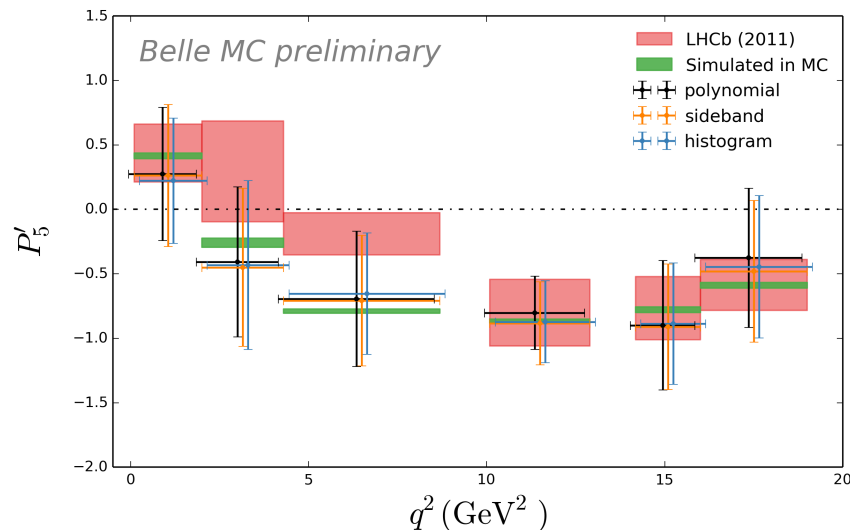 Belle MC preliminary
LHCb (2011)
Simulated in MC
polynomial
sideband
histogram
1.5
1.0
0.5
0.0
−0.5
−1.0
−1.5
−2.0
P′5
0 5 10 15 20
q² (GeV² )